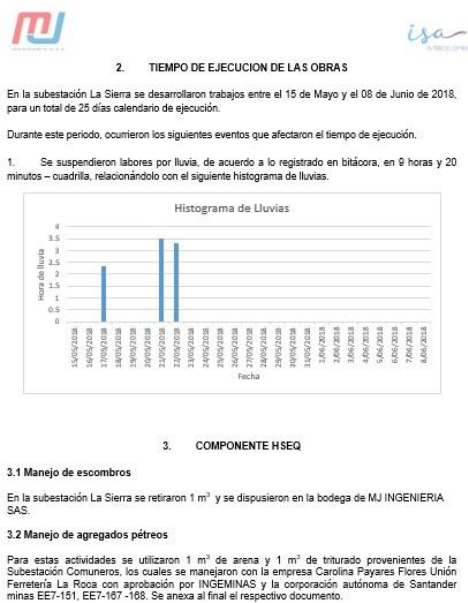 MJ
isa
2. TIEMPO DE EJECUCION DE LAS OBRAS
En la subestación La Sierra se desarrollaron trabajos entre el 15 de Mayo y el 08 de Junio de 2018,
para un total de 25 días calendario de ejecución.
Durante este periodo, ocurrieron los siguientes eventos que afectaron el tiempo de ejecución.
1. Se suspendieron labores por lluvia, de acuerdo a lo registrado en bitácora, en 9 horas y 20
minutos – cuadrilla, relacionándolo con el siguiente histograma de lluvias.
Histograma de Lluvias
Hora de lluvia
4
3.5
3
2.5
2
1.5
1
0.5
0
15/05/2018
16/05/2018
17/05/2018
18/05/2018
19/05/2018
20/05/2018
21/05/2018
22/05/2018
23/05/2018
24/05/2018
25/05/2018
26/05/2018
27/05/2018
28/05/2018
29/05/2018
30/05/2018
31/05/2018
1/06/2018
2/06/2018
3/06/2018
4/06/2018
5/06/2018
6/06/2018
7/06/2018
8/06/2018
Fecha
3. COMPONENTE HSEQ
3.1 Manejo de escombros
En la subestación La Sierra se retiraron 1 m³ y se dispusieron en la bodega de MJ INGENIERIA
SAS.
3.2 Manejo de agregados pétreos
Para estas actividades se utilizaron 1 m³ de arena y 1 m³ de triturado provenientes de la
Subestación Comuneros, los cuales se manejaron con la empresa Carolina Payares Flores Unión
Ferretería La Roca con aprobación por INGEMINAS y la corporación autónoma de Santander
minas EE7-151, EE7-167 -168. Se anexa al final el respectivo documento.